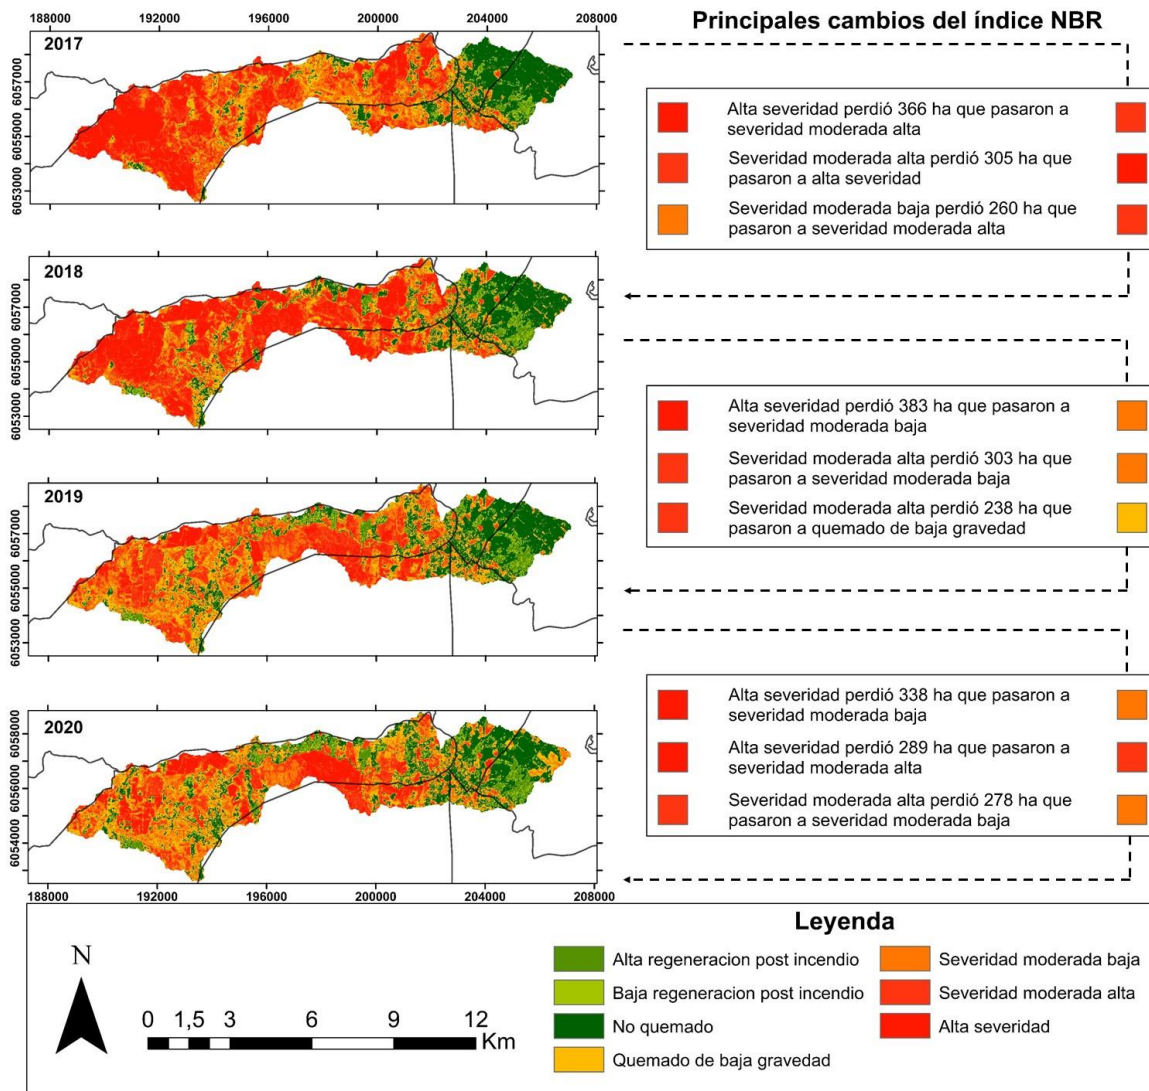 188000 192000 196000 200000 204000 208000
Principales cambios del índice NBR
2017
6057000
6055000
6053000
Alta severidad perdió 366 ha que pasaron a
severidad moderada alta
Severidad moderada alta perdió 305 ha que
pasaron a alta severidad
Severidad moderada baja perdió 260 ha que
pasaron a severidad moderada alta
2018
6057000
6055000
6053000
Alta severidad perdió 383 ha que pasaron a
severidad moderada baja
Severidad moderada alta perdió 303 ha que
pasaron a severidad moderada baja
Severidad moderada alta perdió 238 ha que
pasaron a quemado de baja gravedad
2019
6057000
6055000
6053000
Alta severidad perdió 338 ha que pasaron a
severidad moderada baja
Alta severidad perdió 289 ha que pasaron a
severidad moderada alta
Severidad moderada alta perdió 278 ha que
pasaron a severidad moderada baja
2020
6058000
6056000
6054000
188000 192000 196000 200000 204000 208000
Leyenda
N
0 1,5 3 6 9 12
Km
Alta regeneracion post incendio
Baja regeneracion post incendio
No quemado
Quemado de baja gravedad
Severidad moderada baja
Severidad moderada alta
Alta severidad